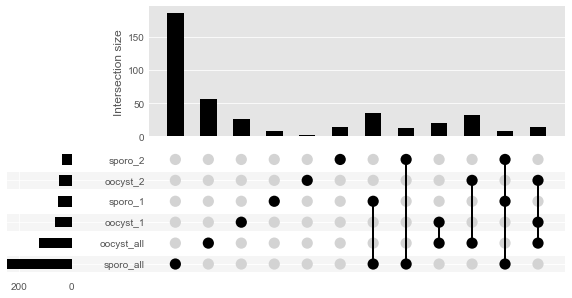 150
100
50
0
Intersection size
sporo_2
oocyst_2
sporo_1
oocyst_1
oocyst_all
sporo_all
200 0